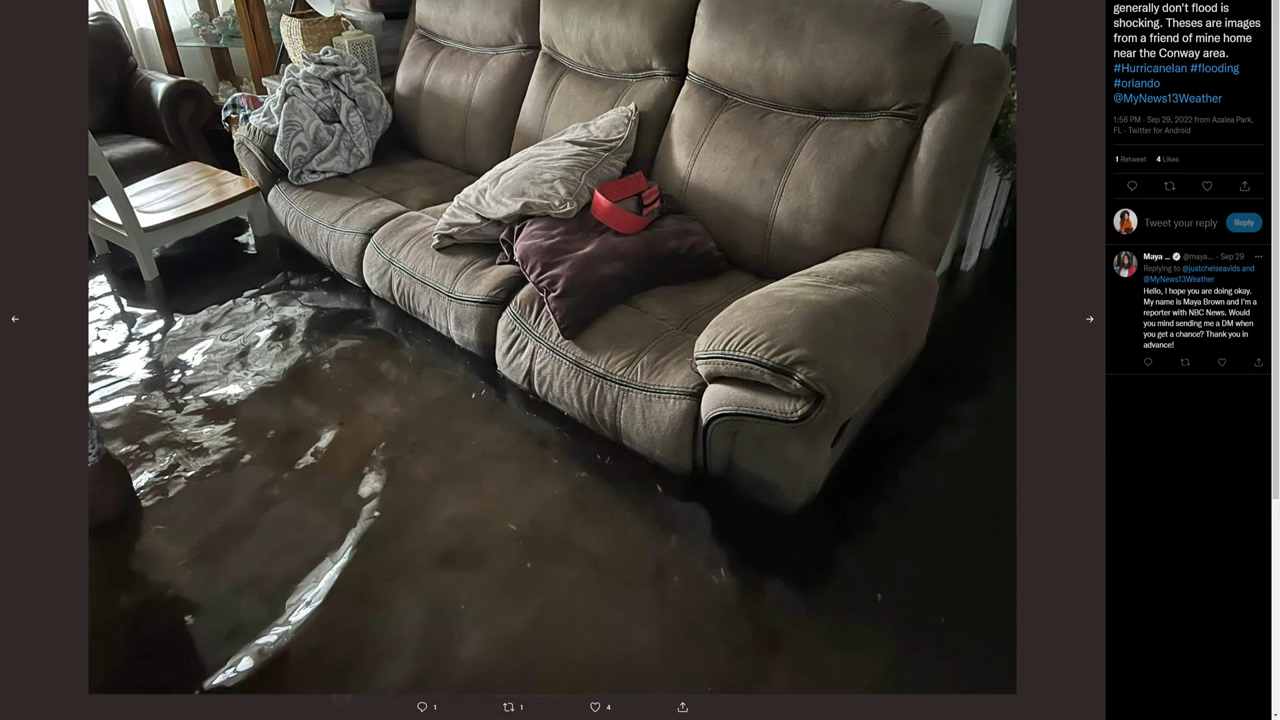 generally don't flood is
shocking. Theses are images
from a friend of mine home
near the Conway area.
#HurricaneIan #flooding
#orlando
@MyNews13Weather
1:56 PM · Sep 29, 2022 from Azalea Park,
FL · Twitter for Android
1 Retweet 4 Likes
Tweet your reply Reply
Maya ... @maya... · Sep 29 ...
Replying to @justchelseavids and
@MyNews13Weather
Hello, I hope you are doing okay.
My name is Maya Brown and I'm a
reporter with NBC News. Would
you mind sending me a DM when
you get a chance? Thank you in
advance!
1 1 4